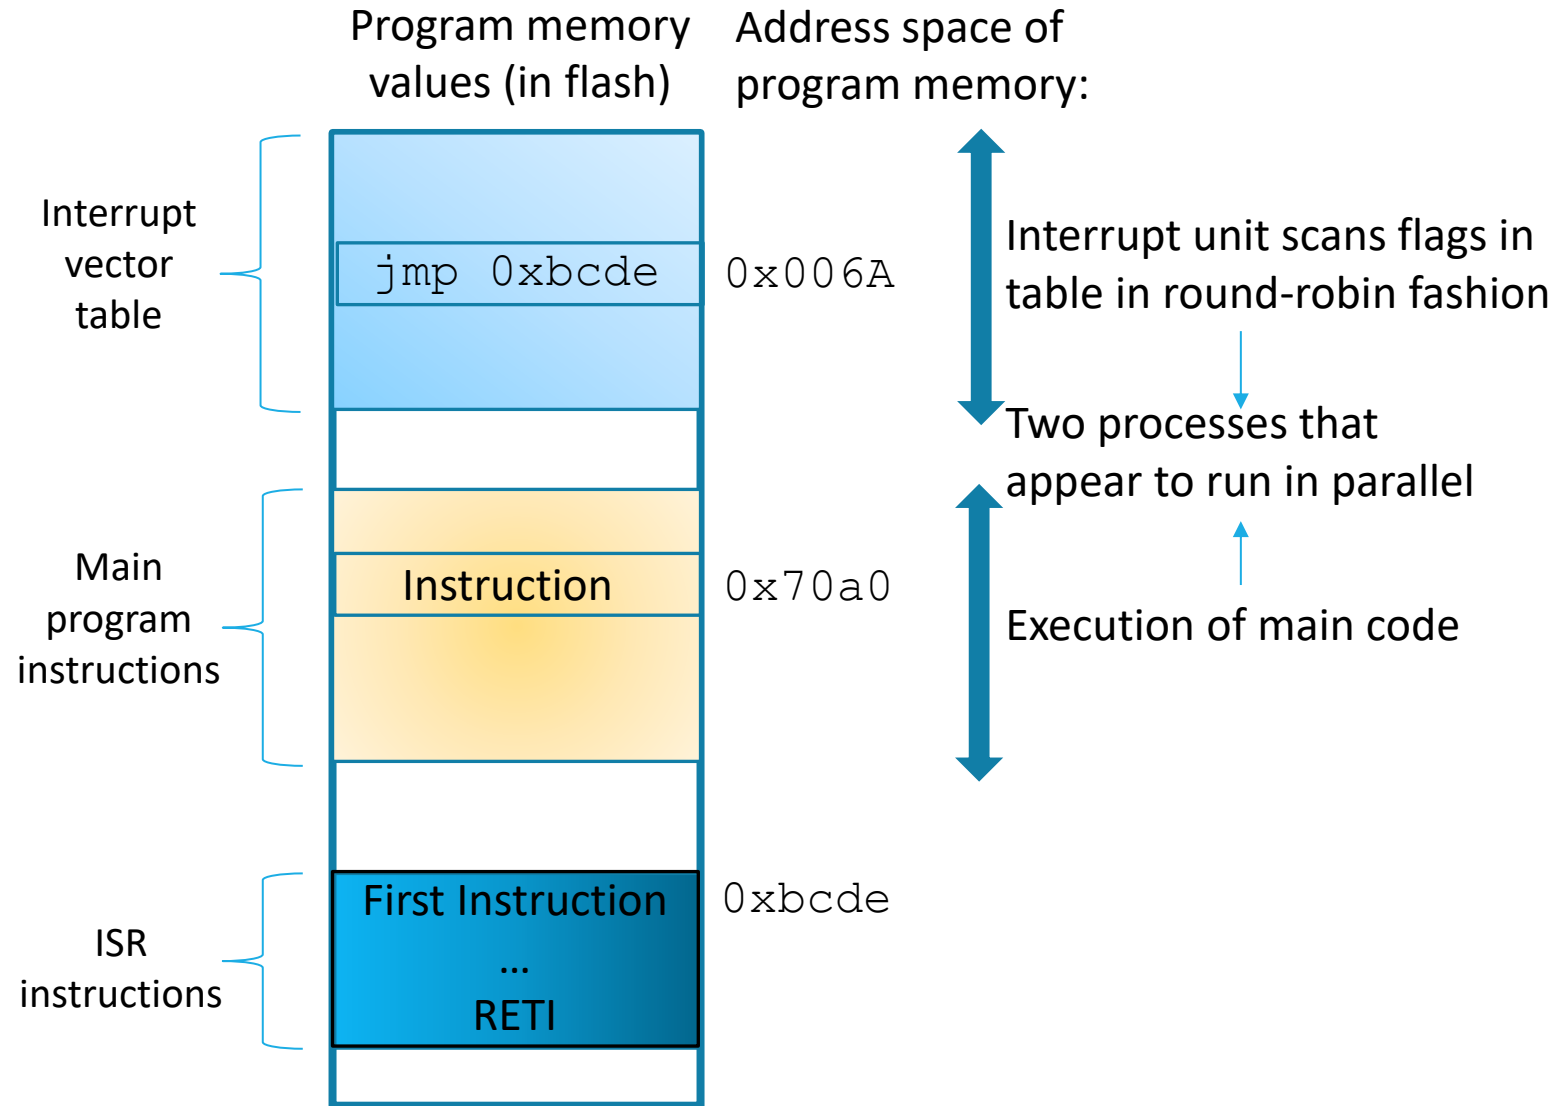 Program memory
values (in flash)
Address space of
program memory:
Interrupt
vector
table
jmp 0xbcde
0x006A
Interrupt unit scans flags in
table in round-robin fashion
Two processes that
appear to run in parallel
Main
program
instructions
Instruction
0x70a0
Execution of main code
ISR
instructions
First Instruction
...
RETI
0xbcde